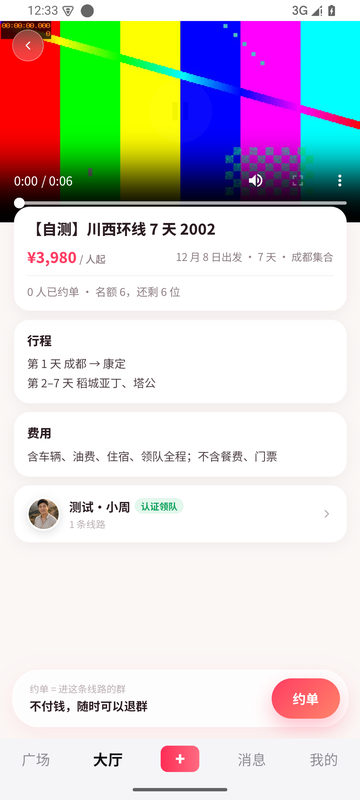 12:33
3G
00:00:00.000
0
0:00 / 0:06
【自测】川西环线 7 天 2002
¥3,980 / 人起
12 月 8 日出发 · 7 天 · 成都集合
0 人已约单 · 名额 6，还剩 6 位
行程
第 1 天 成都 → 康定
第 2–7 天 稻城亚丁、塔公
费用
含车辆、油费、住宿、领队全程；不含餐费、门票
测试·小周 认证领队
1 条线路
约单 = 进这条线路的群
不付钱，随时可以退群
约单
广场 大厅 + 消息 我的